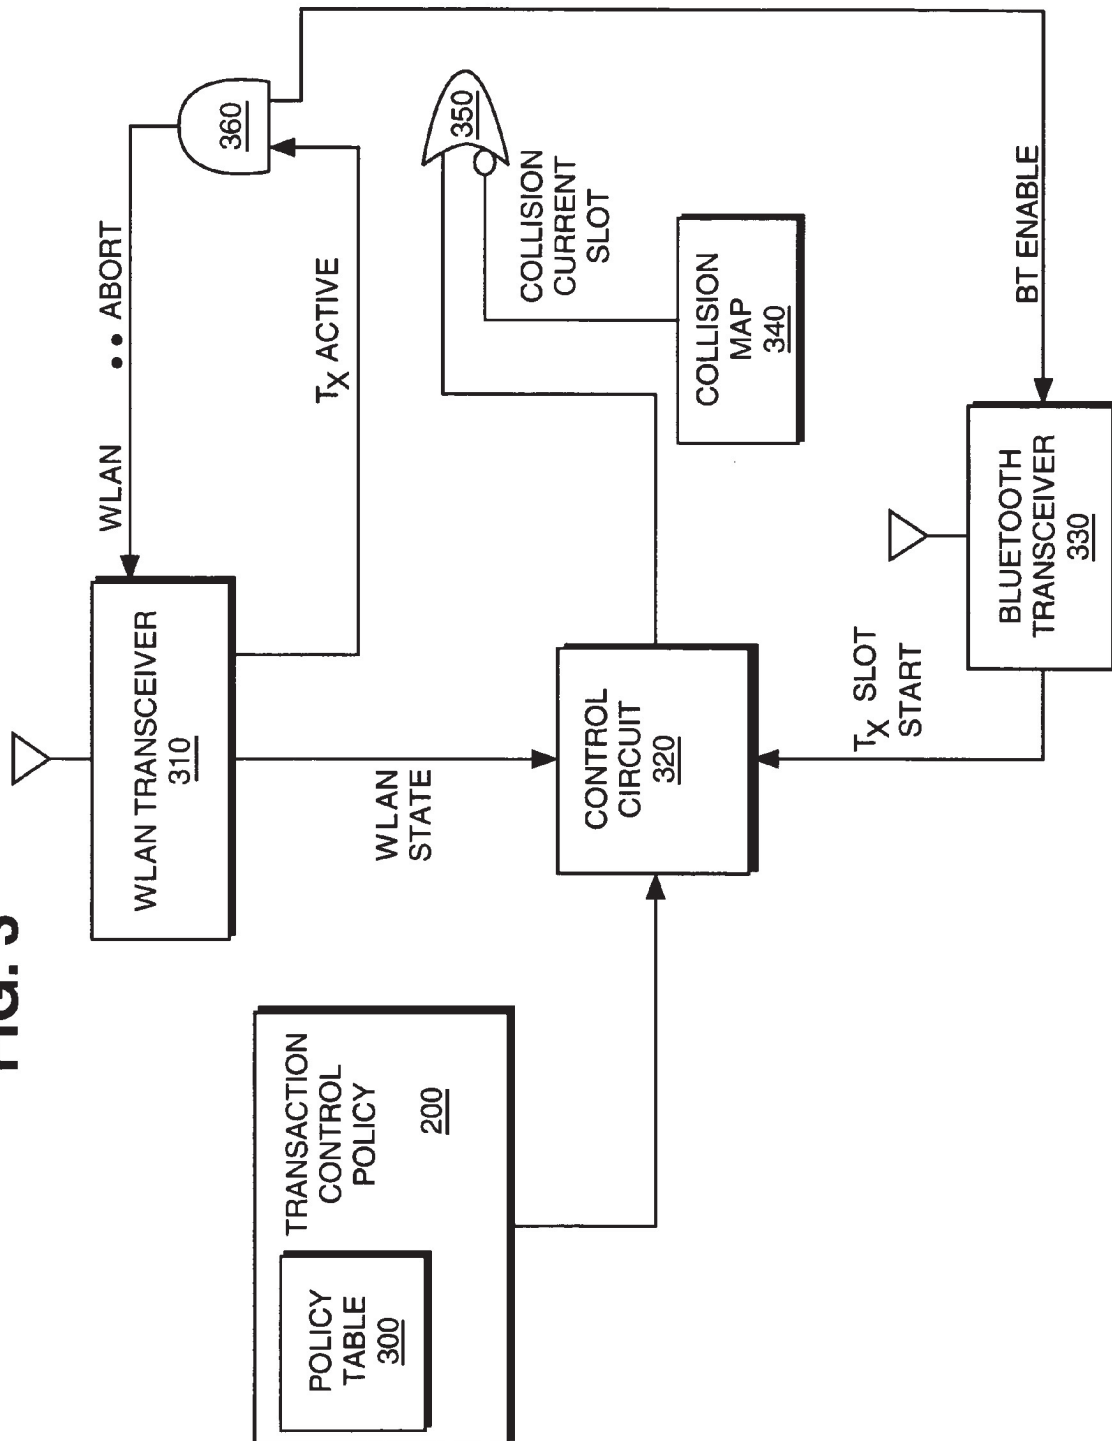 FIG. 3
WLAN TRANSCEIVER
310
WLAN •• ABORT
TX ACTIVE
360
350
COLLISION
CURRENT
SLOT
COLLISION
MAP
340
WLAN
STATE
CONTROL
CIRCUIT
320
TRANSACTION
CONTROL
POLICY
200
POLICY
TABLE
300
TX SLOT
START
BLUETOOTH
TRANSCEIVER
330
BT ENABLE